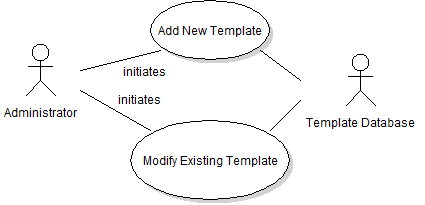 Add New Template
initiates
Administrator
initiates
Template Database
Modify Existing Template